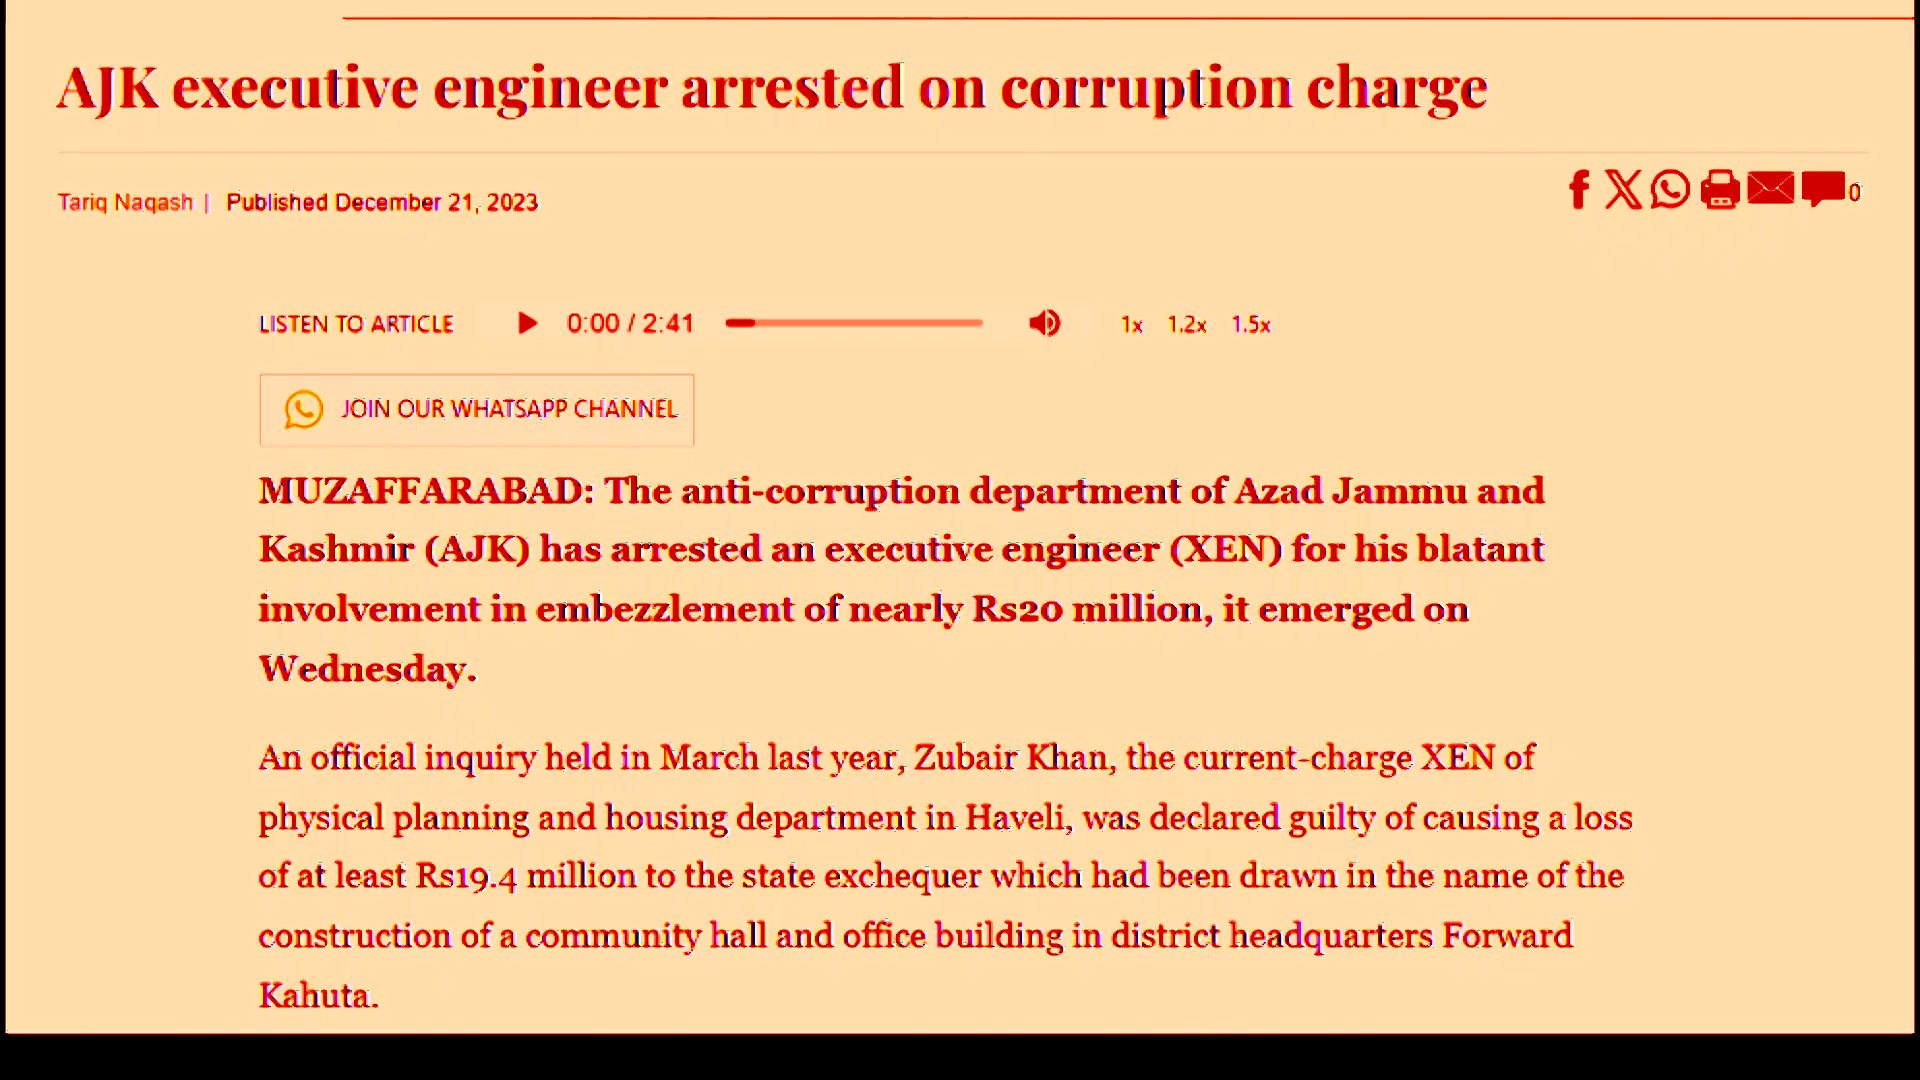 AJK executive engineer arrested on corruption charge
Tariq Naqash | Published December 21, 2023
0
LISTEN TO ARTICLE 0:00 / 2:41 1x 1.2x 1.5x
JOIN OUR WHATSAPP CHANNEL
MUZAFFARABAD: The anti-corruption department of Azad Jammu and
Kashmir (AJK) has arrested an executive engineer (XEN) for his blatant
involvement in embezzlement of nearly Rs20 million, it emerged on
Wednesday.
An official inquiry held in March last year, Zubair Khan, the current-charge XEN of
physical planning and housing department in Haveli, was declared guilty of causing a loss
of at least Rs19.4 million to the state exchequer which had been drawn in the name of the
construction of a community hall and office building in district headquarters Forward
Kahuta.